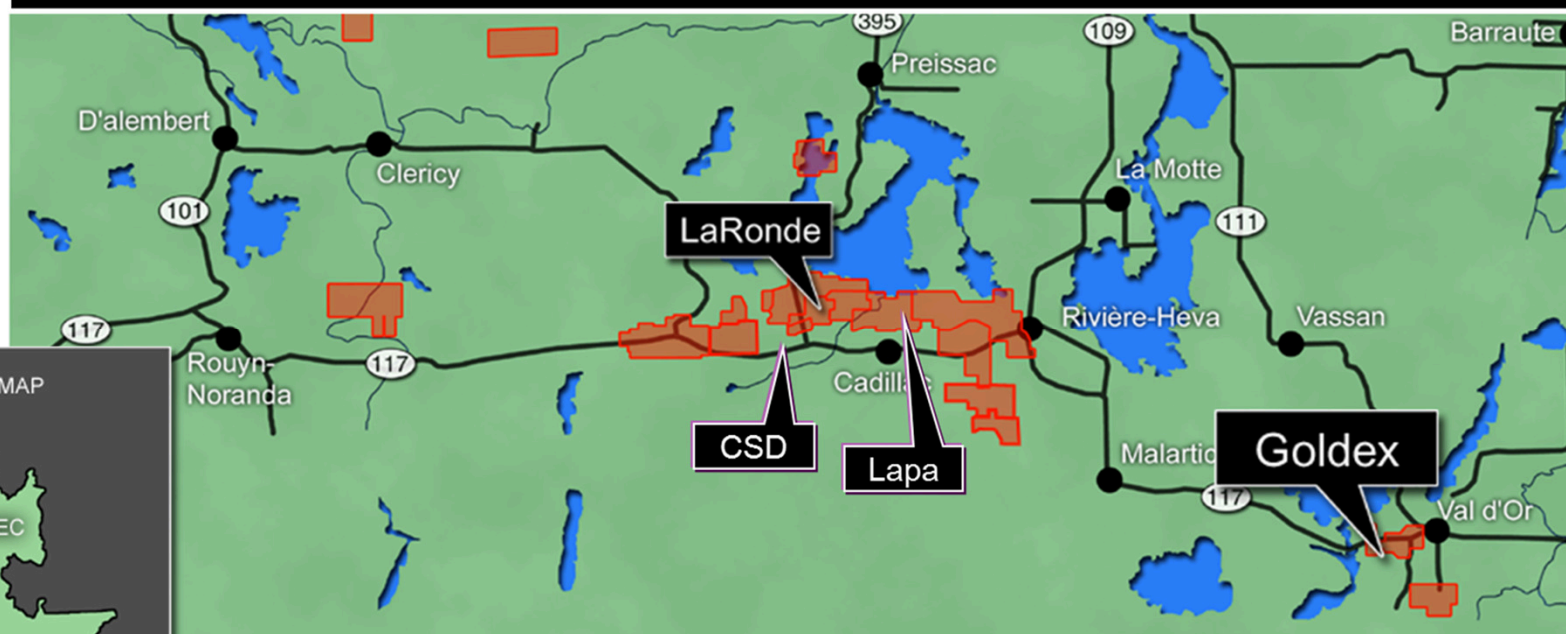 395
109
Barraute
Preissac
D'alembert
Clericy
La Motte
101
111
LaRonde
117
Rivière-Heva
Vassan
Rouyn-
Noranda
117
MAP
Cadillac
CSD
Lapa
Malartic
Goldex
117
Val d'Or
EC